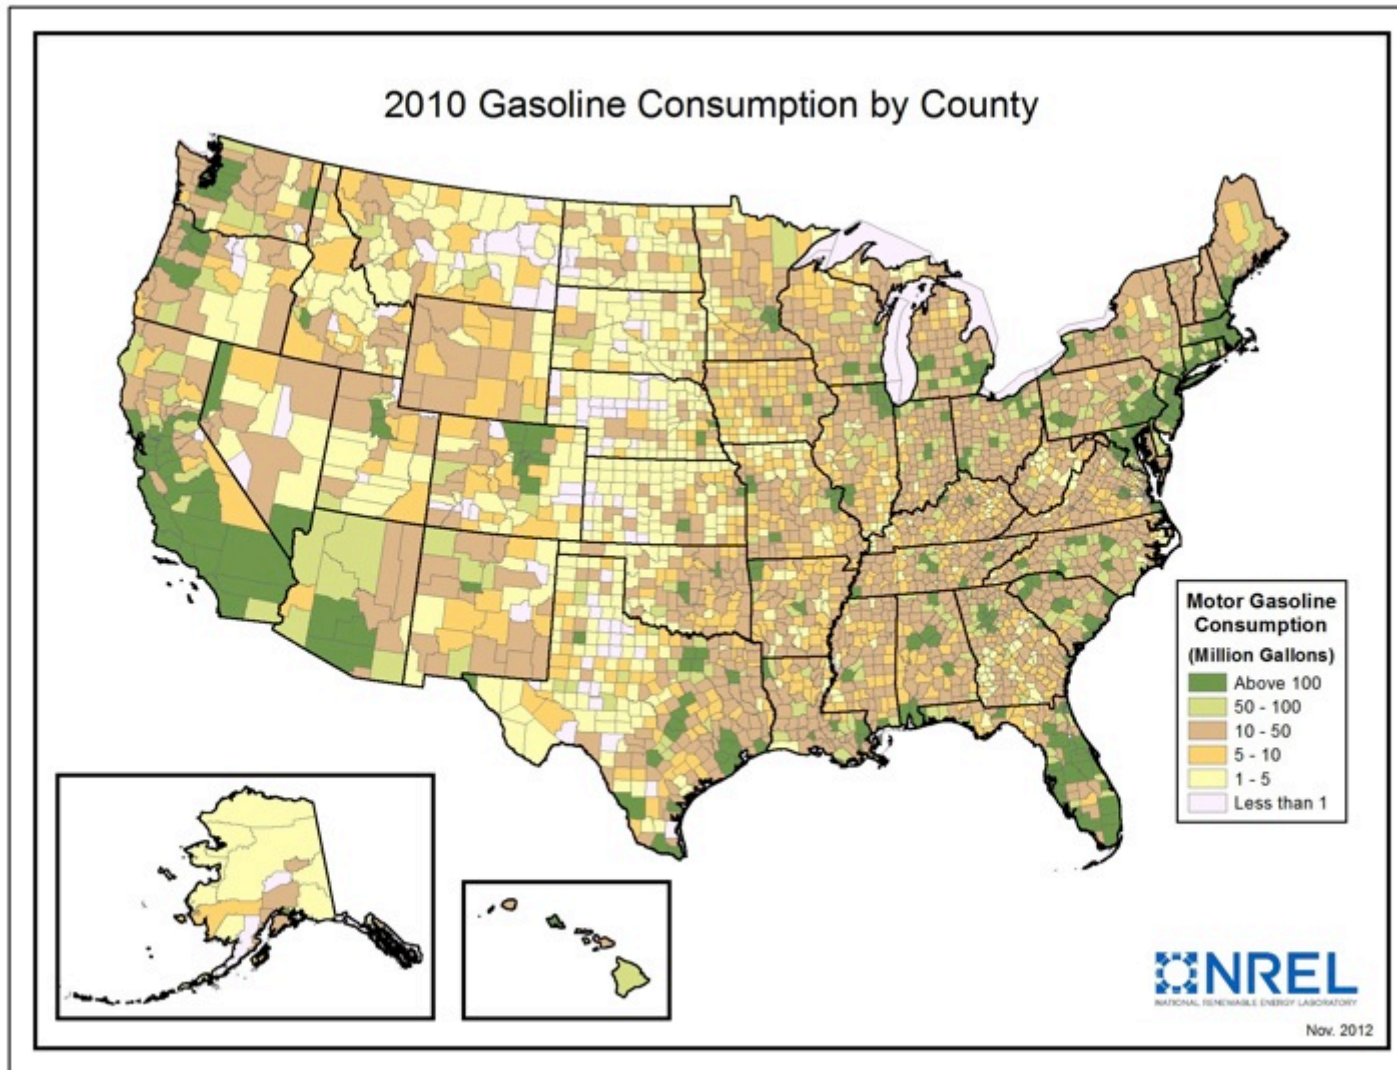 2010 Gasoline Consumption by County
Motor Gasoline
Consumption
(Million Gallons)
Above 100
50 - 100
10 - 50
5 - 10
1 - 5
Less than 1
NREL
NATIONAL RENEWABLE ENERGY LABORATORY
Nov. 2012